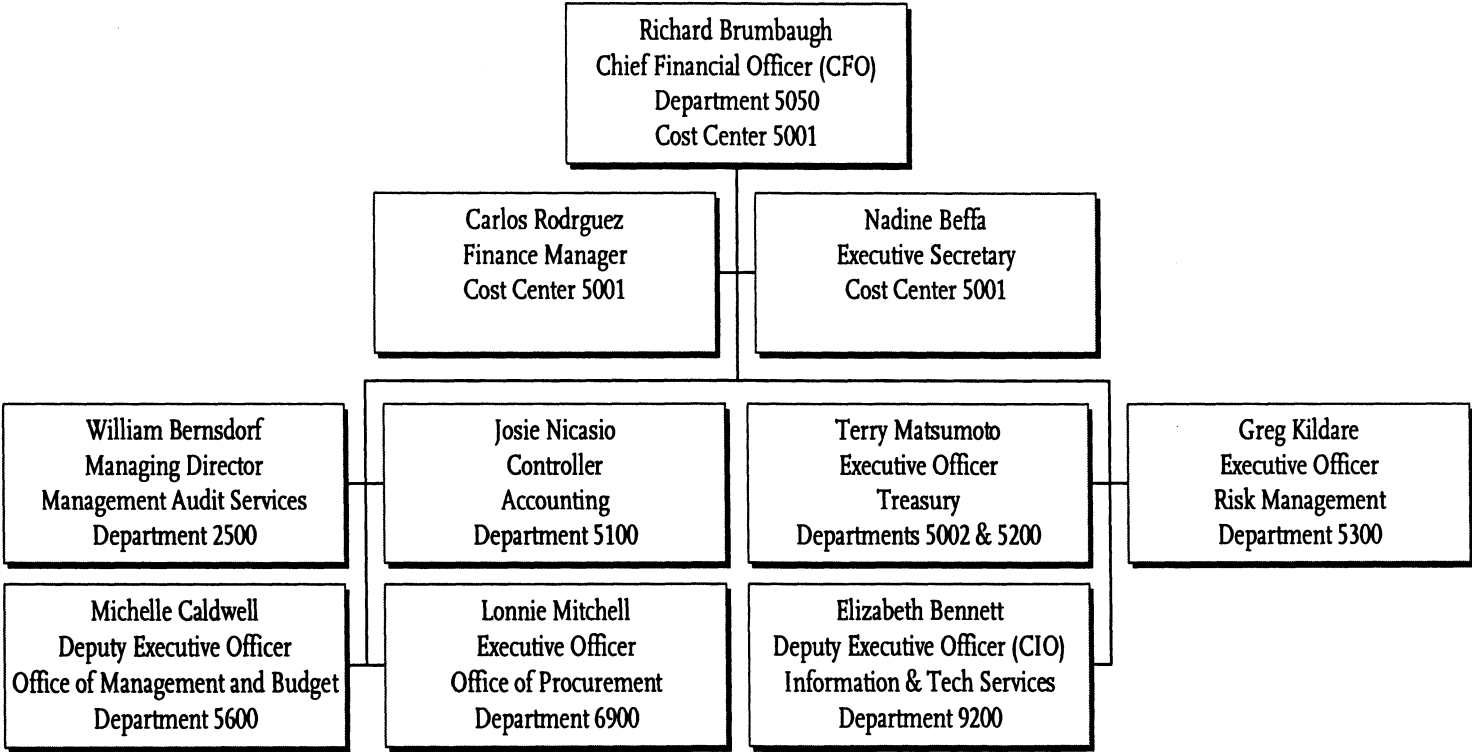 Richard Brumbaugh
Chief Financial Officer (CFO)
Department 5050
Cost Center 5001
Carlos Rodrguez
Finance Manager
Cost Center 5001
Nadine Beffa
Executive Secretary
Cost Center 5001
William Bernsdorf
Managing Director
Management Audit Services
Department 2500
Josie Nicasio
Controller
Accounting
Department 5100
Terry Matsumoto
Executive Officer
Treasury
Departments 5002 & 5200
Greg Kildare
Executive Officer
Risk Management
Department 5300
Michelle Caldwell
Deputy Executive Officer
Office of Management and Budget
Department 5600
Lonnie Mitchell
Executive Officer
Office of Procurement
Department 6900
Elizabeth Bennett
Deputy Executive Officer (CIO)
Information & Tech Services
Department 9200